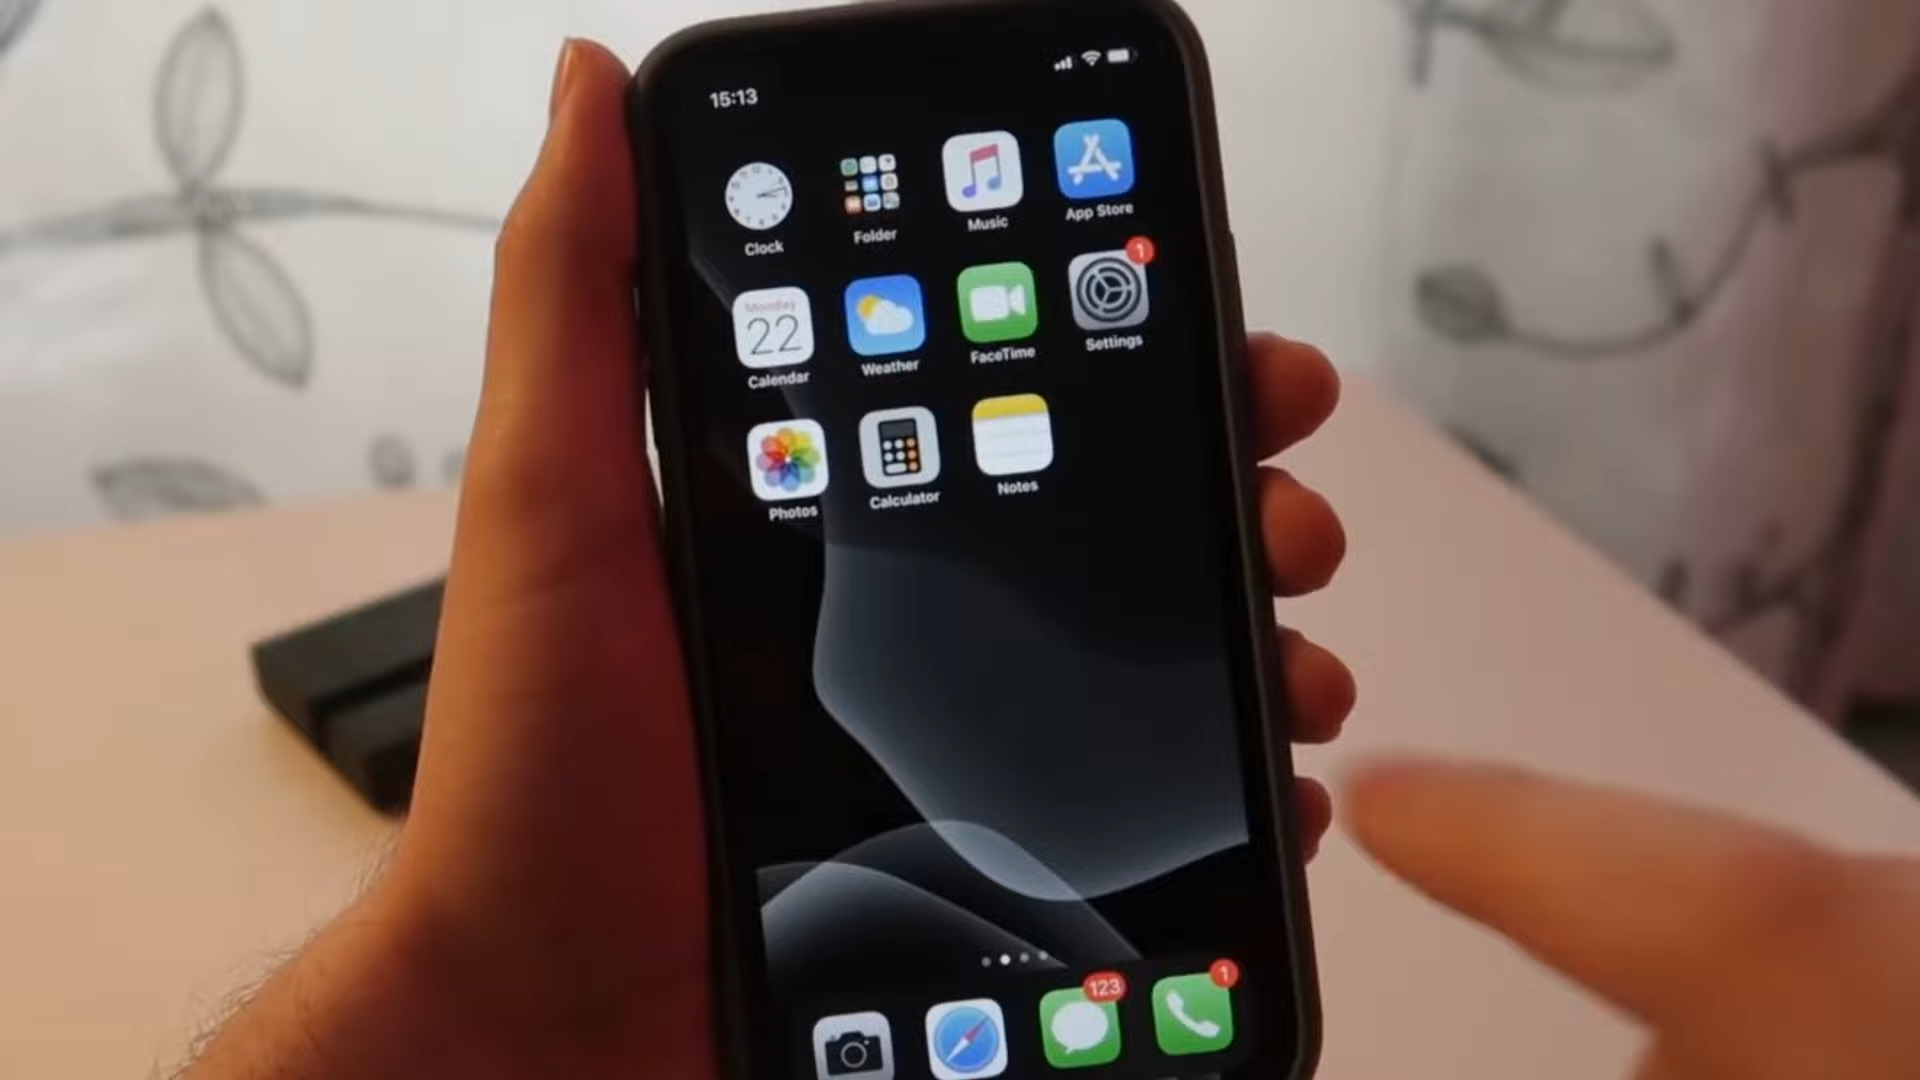 15:13
Clock Folder Music App Store
1
Monday
22
Calendar Weather FaceTime Settings
Photos Calculator Notes
123 1